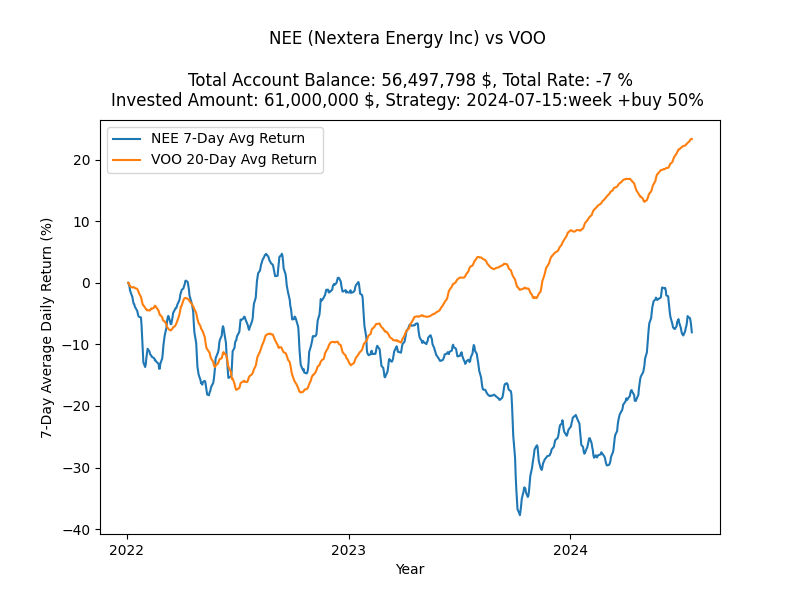 NEE (Nextera Energy Inc) vs VOO
Total Account Balance: 56,497,798 $, Total Rate: -7 %
Invested Amount: 61,000,000 $, Strategy: 2024-07-15:week +buy 50%
NEE 7-Day Avg Return
VOO 20-Day Avg Return
7-Day Average Daily Return (%)
20
10
0
−10
−20
−30
−40
2022
2023
2024
Year